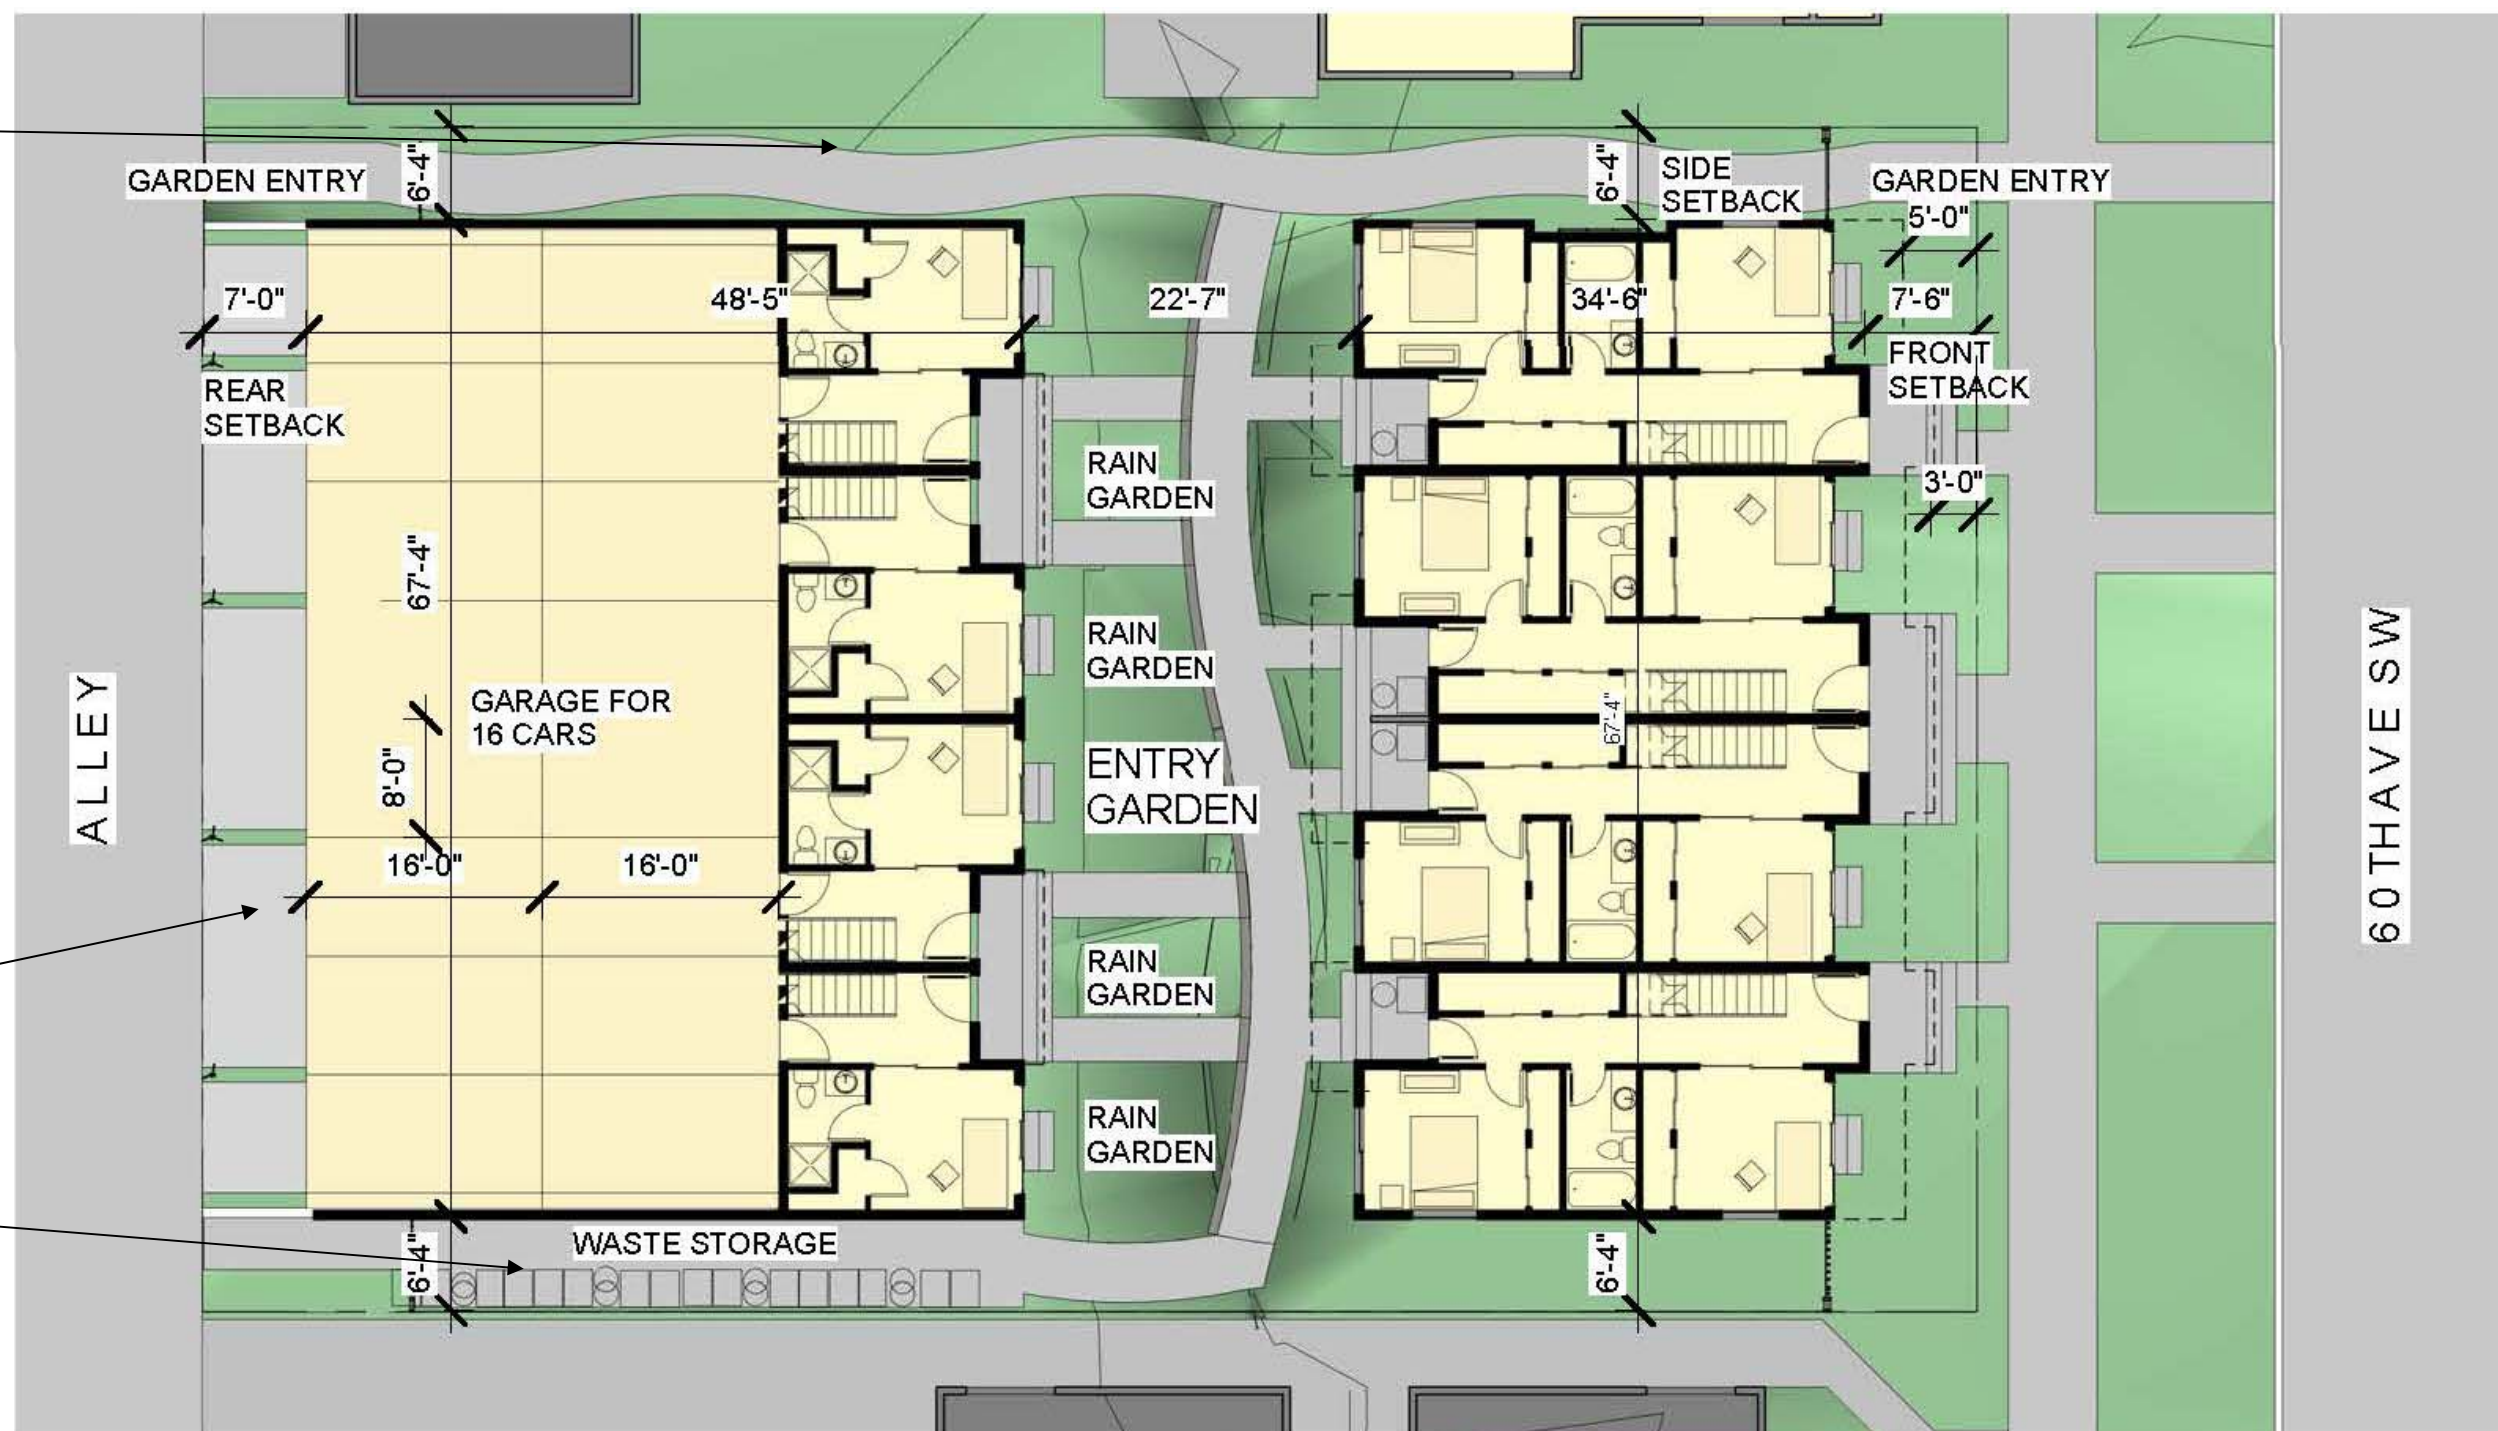 6'-4"
GARDEN ENTRY
6'-4"
SIDE
SETBACK
GARDEN ENTRY
5'-0"
7'-0"
48'-5"
22'-7"
34'-6"
7'-6"
REAR
SETBACK
FRONT
SETBACK
RAIN
GARDEN
3'-0"
67'-4"
RAIN
GARDEN
ALLEY
GARAGE FOR
16 CARS
8'-0"
67'-4"
60THAVE SW
ENTRY
GARDEN
16'-0"
16'-0"
RAIN
GARDEN
RAIN
GARDEN
WASTE STORAGE
6'-4"
6'-4"